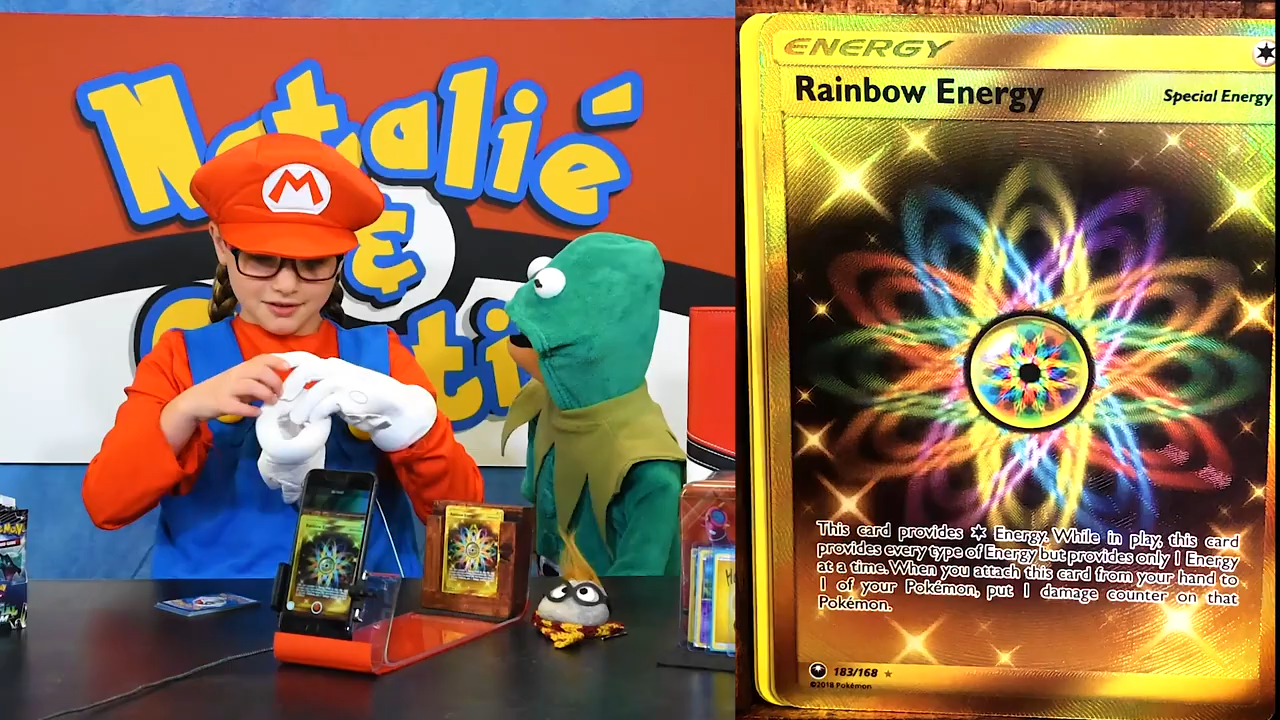 Natalié
&
M
ENERGY
Rainbow Energy
Special Energy
This card provides Energy. While in play, this card
provides every type of Energy but provides only 1 Energy
at a time. When you attach this card from your hand to
1 of your Pokémon, put 1 damage counter on that
Pokémon.
183/168
©2018 Pokémon